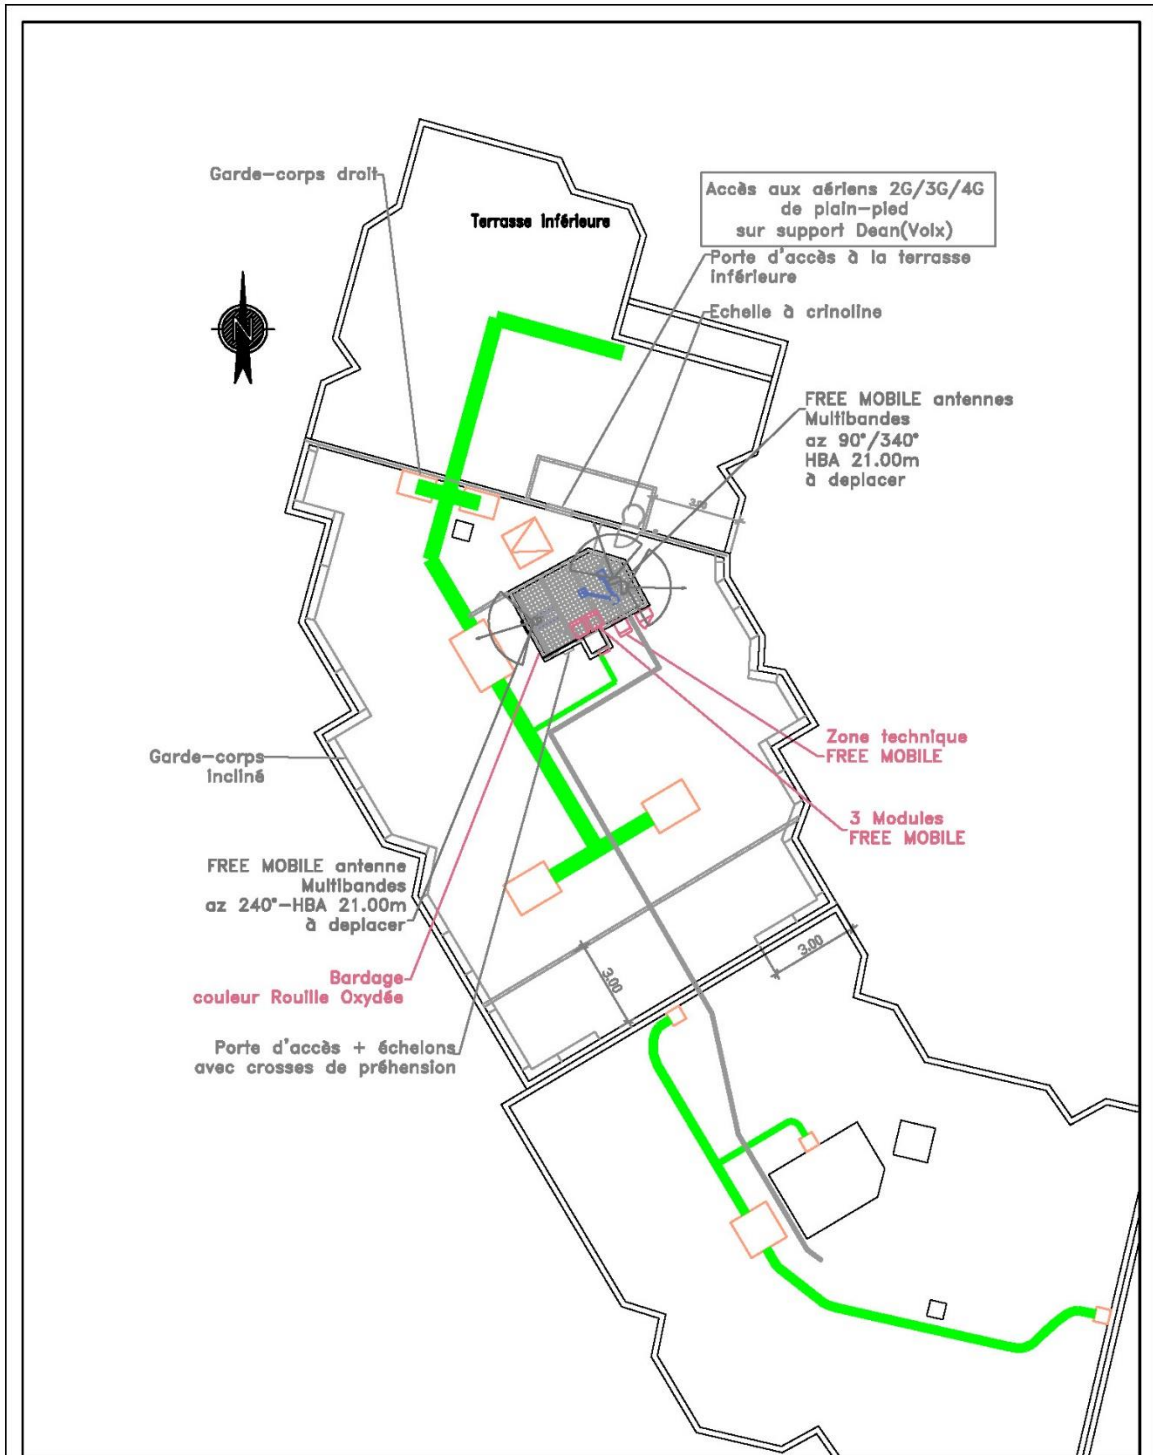 Garde-corps droit
Terrasse inférieure
Accès aux aériens 2G/3G/4G
de plain-pied
sur support Dean(Voix)
Porte d'accès à la terrasse
inférieure
Echelle à crinoline
N
FREE MOBILE antennes
Multibandes
az 90°/340°
HBA 21.00m
à deplacer
3.00
Zone technique
FREE MOBILE
Garde-corps
incliné
3 Modules
FREE MOBILE
FREE MOBILE antenne
Multibandes
az 240°-HBA 21.00m
à deplacer
3.00
3.00
Bardage
couleur Rouille Oxydée
Porte d'accès + échelons
avec crosses de préhension